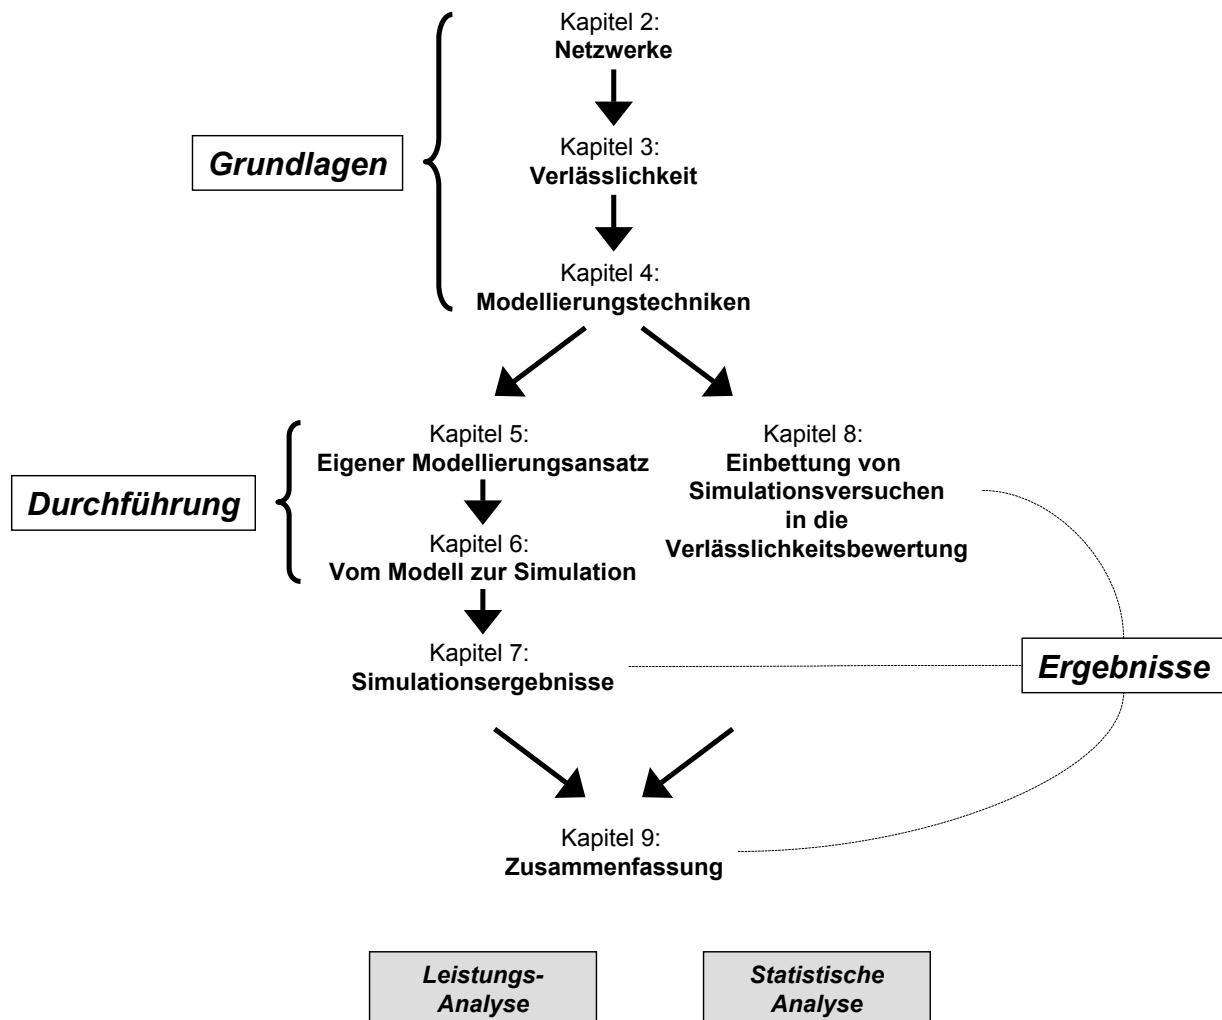 Kapitel 2:
Netzwerke
Grundlagen
Kapitel 3:
Verlässlichkeit
Kapitel 4:
Modellierungstechniken
Durchführung
Kapitel 5:
Eigener Modellierungsansatz
Kapitel 6:
Vom Modell zur Simulation
Kapitel 7:
Simulationsergebnisse
Kapitel 8:
Einbettung von
Simulationsversuchen
in die
Verlässlichkeitsbewertung
Ergebnisse
Kapitel 9:
Zusammenfassung
Leistungs-
Analyse
Statistische
Analyse